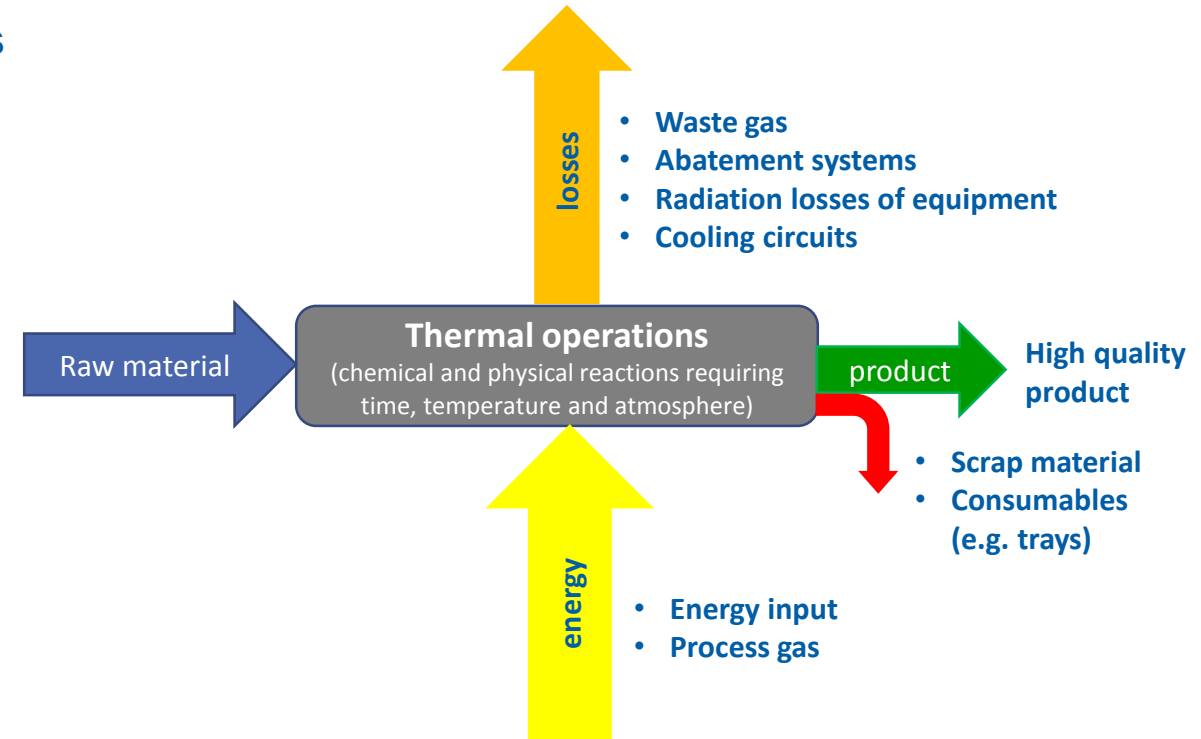 s
losses
• Waste gas
• Abatement systems
• Radiation losses of equipment
• Cooling circuits
Raw material
Thermal operations
(chemical and physical reactions requiring
time, temperature and atmosphere)
product
High quality
product
• Scrap material
• Consumables
(e.g. trays)
energy
• Energy input
• Process gas